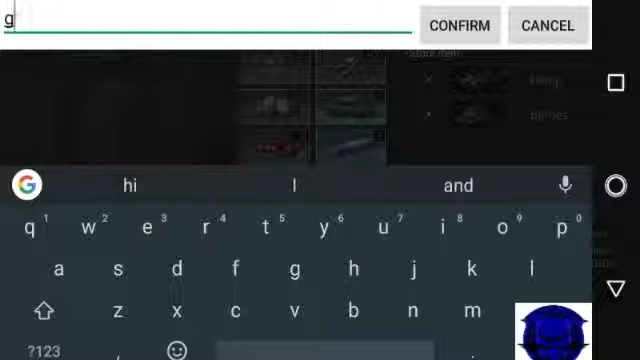 g
CONFIRM CANCEL
hi I and
q 1 w 2 e 3 r 4 t 5 y 6 u 7 i 8 o 9 p 0
a s d f g h j k l
z x c v b n m
?123 , .